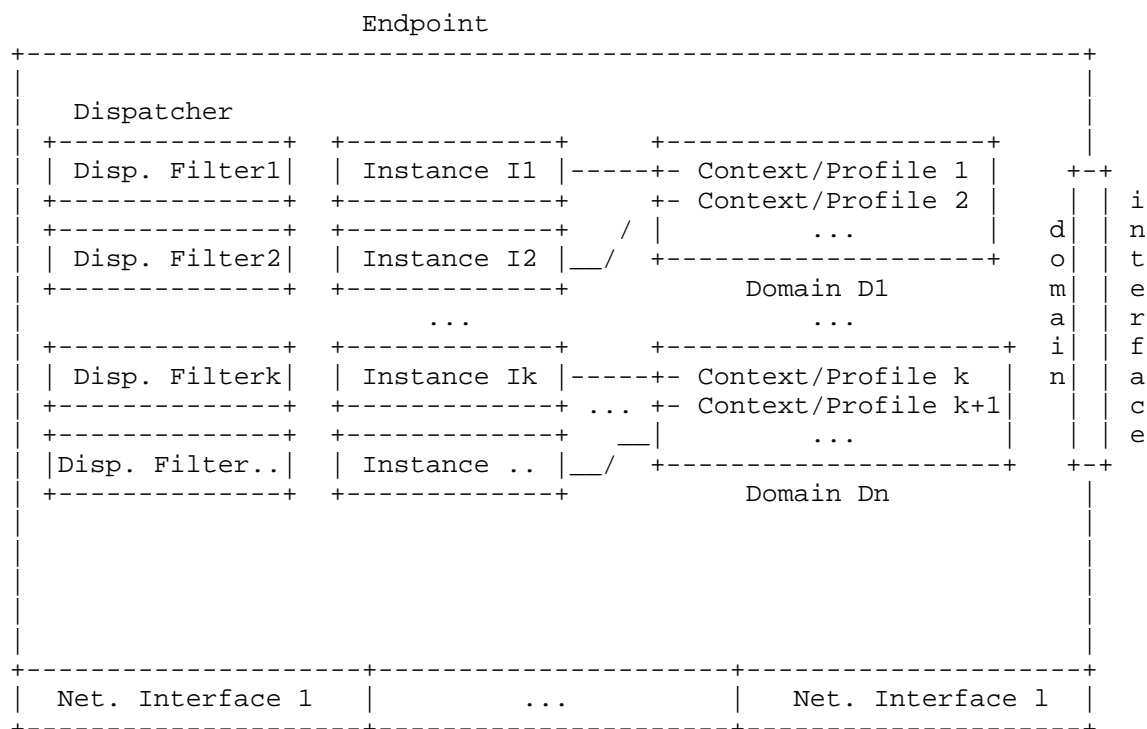 Endpoint
Dispatcher
Disp. Filter1 Instance I1 Context/Profile 1
Context/Profile 2
...
Disp. Filter2 Instance I2
Domain D1
... ...
Disp. Filterk Instance Ik Context/Profile k
... Context/Profile k+1
...
Disp. Filter.. Instance ..
Domain Dn
domain
interface
Net. Interface 1 ... Net. Interface l